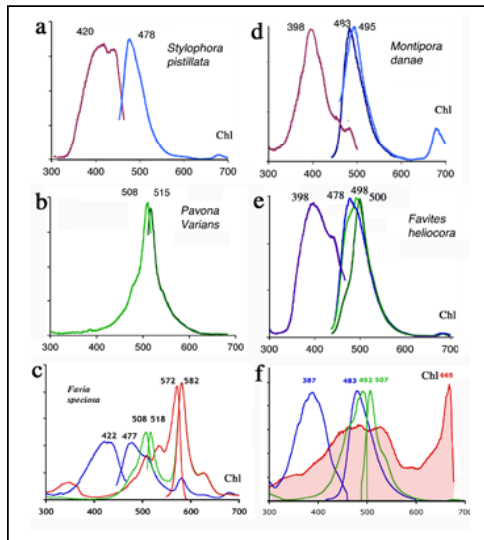 a
420
478
Stylophora
pistillata
Chl
300 400 500 600 700
d
398
483
495
Montipora
danae
Chl
300 400 500 600 700
b
508
515
Pavona
Varians
300 400 500 600 700
e
398
478
498
500
Favites
heliocora
Chl
300 400 500 600 700
c
Favia
speciosa
422
477
508
518
572
582
Chl
300 400 500 600 700
f
387
483
492
507
Chl 665
300 400 500 600 700